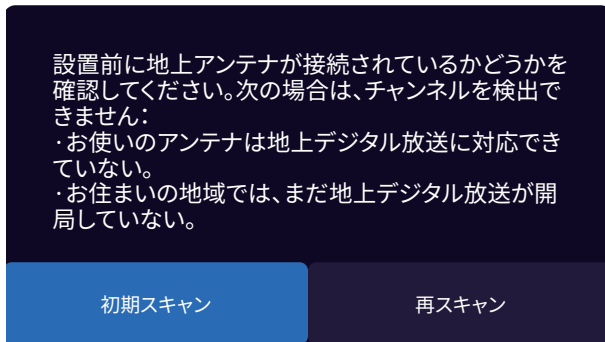 設置前に地上アンテナが接続されているかどうかを
確認してください。次の場合は、チャンネルを検出で
きません：
·お使いのアンテナは地上デジタル放送に対応でき
ていない。
·お住まいの地域では、まだ地上デジタル放送が開
局していない。
初期スキャン
再スキャン